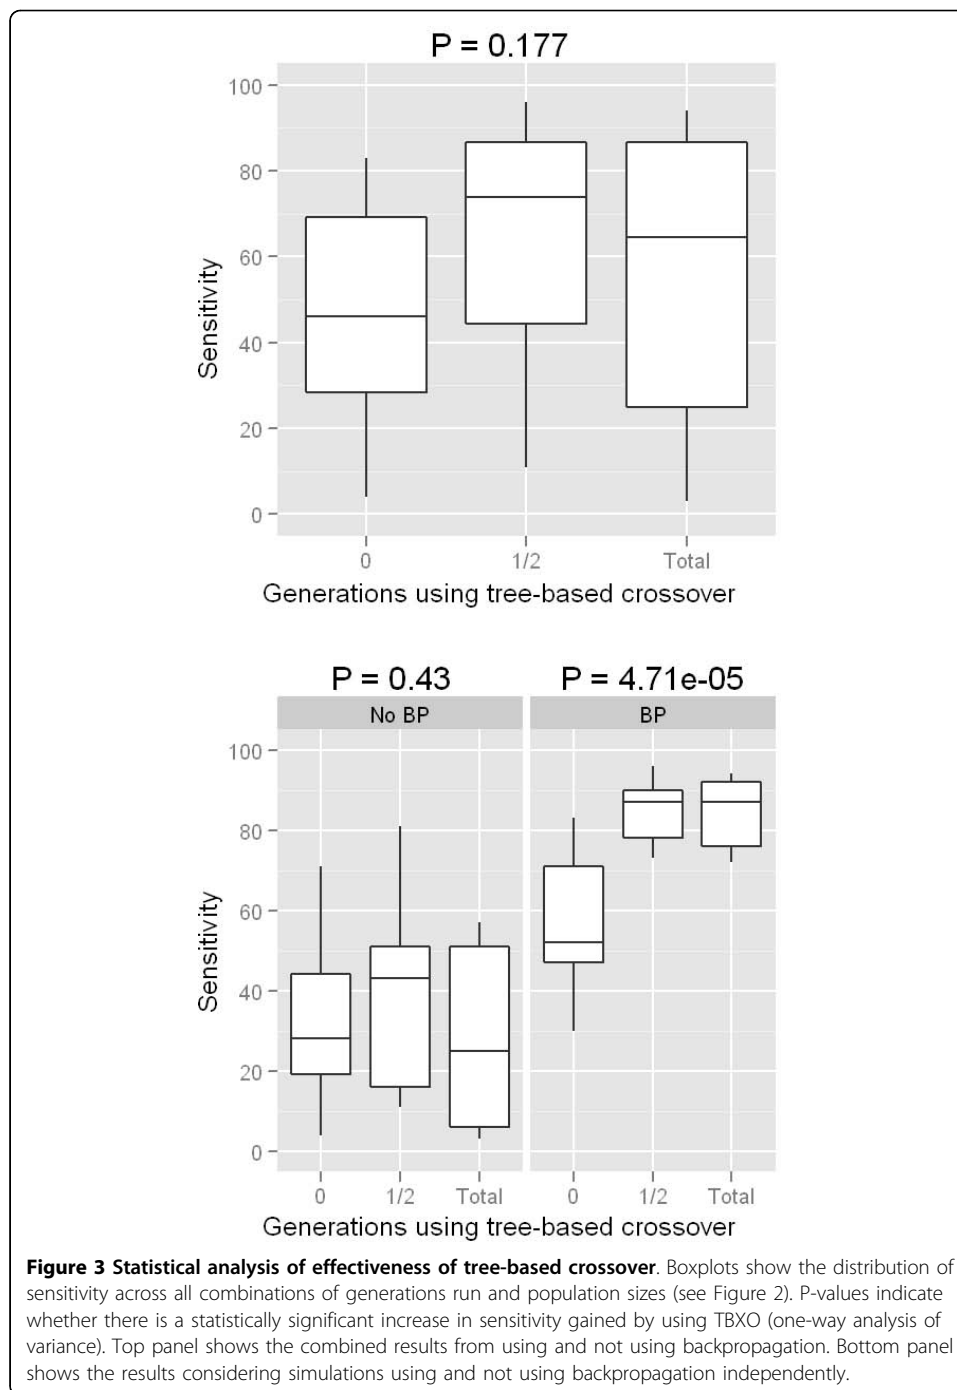 P = 0.177
100
80
60
40
20
0
Sensitivity
0 1/2 Total
Generations using tree-based crossover
P = 0.43 P = 4.71e-05
No BP BP
100
80
60
40
20
0
Sensitivity
0 1/2 Total 0 1/2 Total
Generations using tree-based crossover
Figure 3 Statistical analysis of effectiveness of tree-based crossover. Boxplots show the distribution of
sensitivity across all combinations of generations run and population sizes (see Figure 2). P-values indicate
whether there is a statistically significant increase in sensitivity gained by using TBXO (one-way analysis of
variance). Top panel shows the combined results from using and not using backpropagation. Bottom panel
shows the results considering simulations using and not using backpropagation independently.